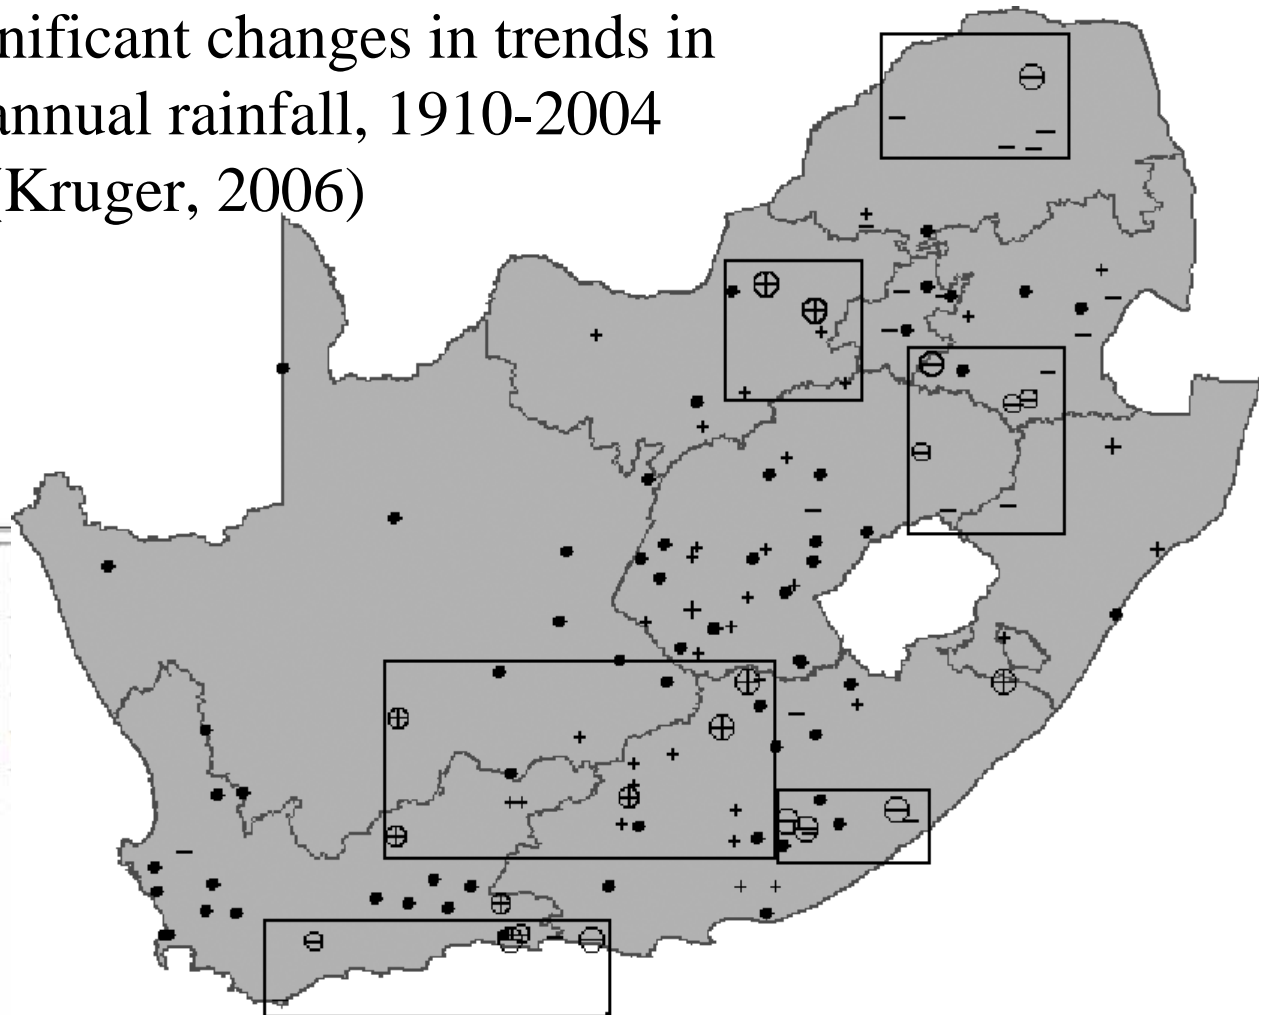 nificant changes in trends in
annual rainfall, 1910-2004
(Kruger, 2006)